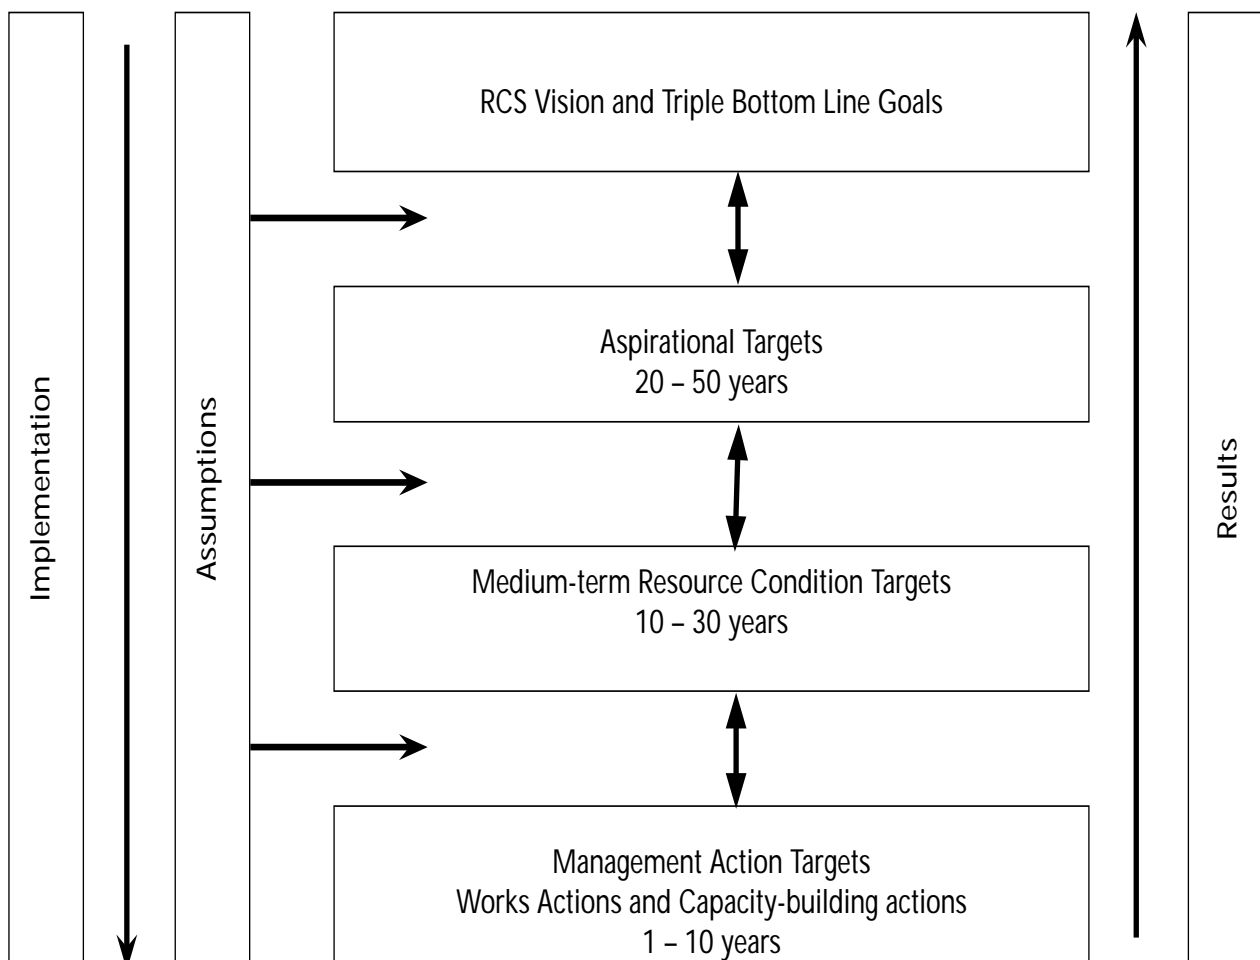 Implementation
Assumptions
RCS Vision and Triple Bottom Line Goals
Aspirational Targets
20 – 50 years
Medium-term Resource Condition Targets
10 – 30 years
Management Action Targets
Works Actions and Capacity-building actions
1 – 10 years
Results